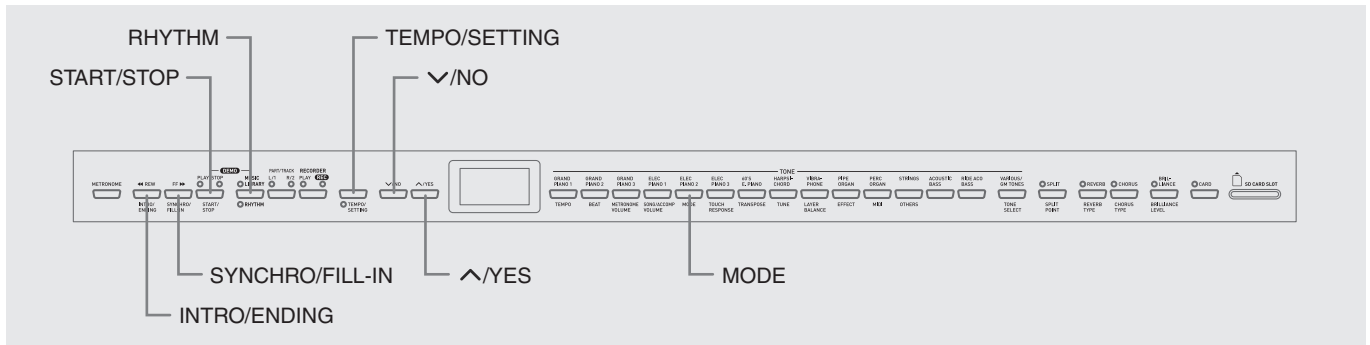 RHYTHM
TEMPO/SETTING
START/STOP
∨/NO
METRONOME
◀◀ REW
FF ▶▶
PLAY/STOP
DEMO
MUSIC
LIBRARY
PART/TRACK
L/1 R/2
RECORDER
PLAY REC
INTRO/
ENDING
SYNCHRO/
FILL-IN
START/
STOP
RHYTHM
TEMPO/
SETTING
∨/NO
∧/YES
TONE
GRAND
PIANO 1
GRAND
PIANO 2
GRAND
PIANO 3
ELEC
PIANO 1
ELEC
PIANO 2
ELEC
PIANO 3
60'S
E. PIANO
HARPSI-
CHORD
VIBRA-
PHONE
PIPE
ORGAN
PERC
ORGAN
STRINGS
ACOUSTIC
BASS
RIDE ACO
BASS
VARIOUS/
GM TONES
SPLIT
REVERB
CHORUS
BRIL-
LIANCE
CARD
SD CARD SLOT
TEMPO
BEAT
METRONOME
VOLUME
SONG/ACCOMP
VOLUME
MODE
TOUCH
RESPONSE
TRANSPOSE
TUNE
LAYER
BALANCE
EFFECT
MIDI
OTHERS
TONE
SELECT
SPLIT
POINT
REVERB
TYPE
CHORUS
TYPE
BRILLIANCE
LEVEL
SYNCHRO/FILL-IN
∧/YES
MODE
INTRO/ENDING